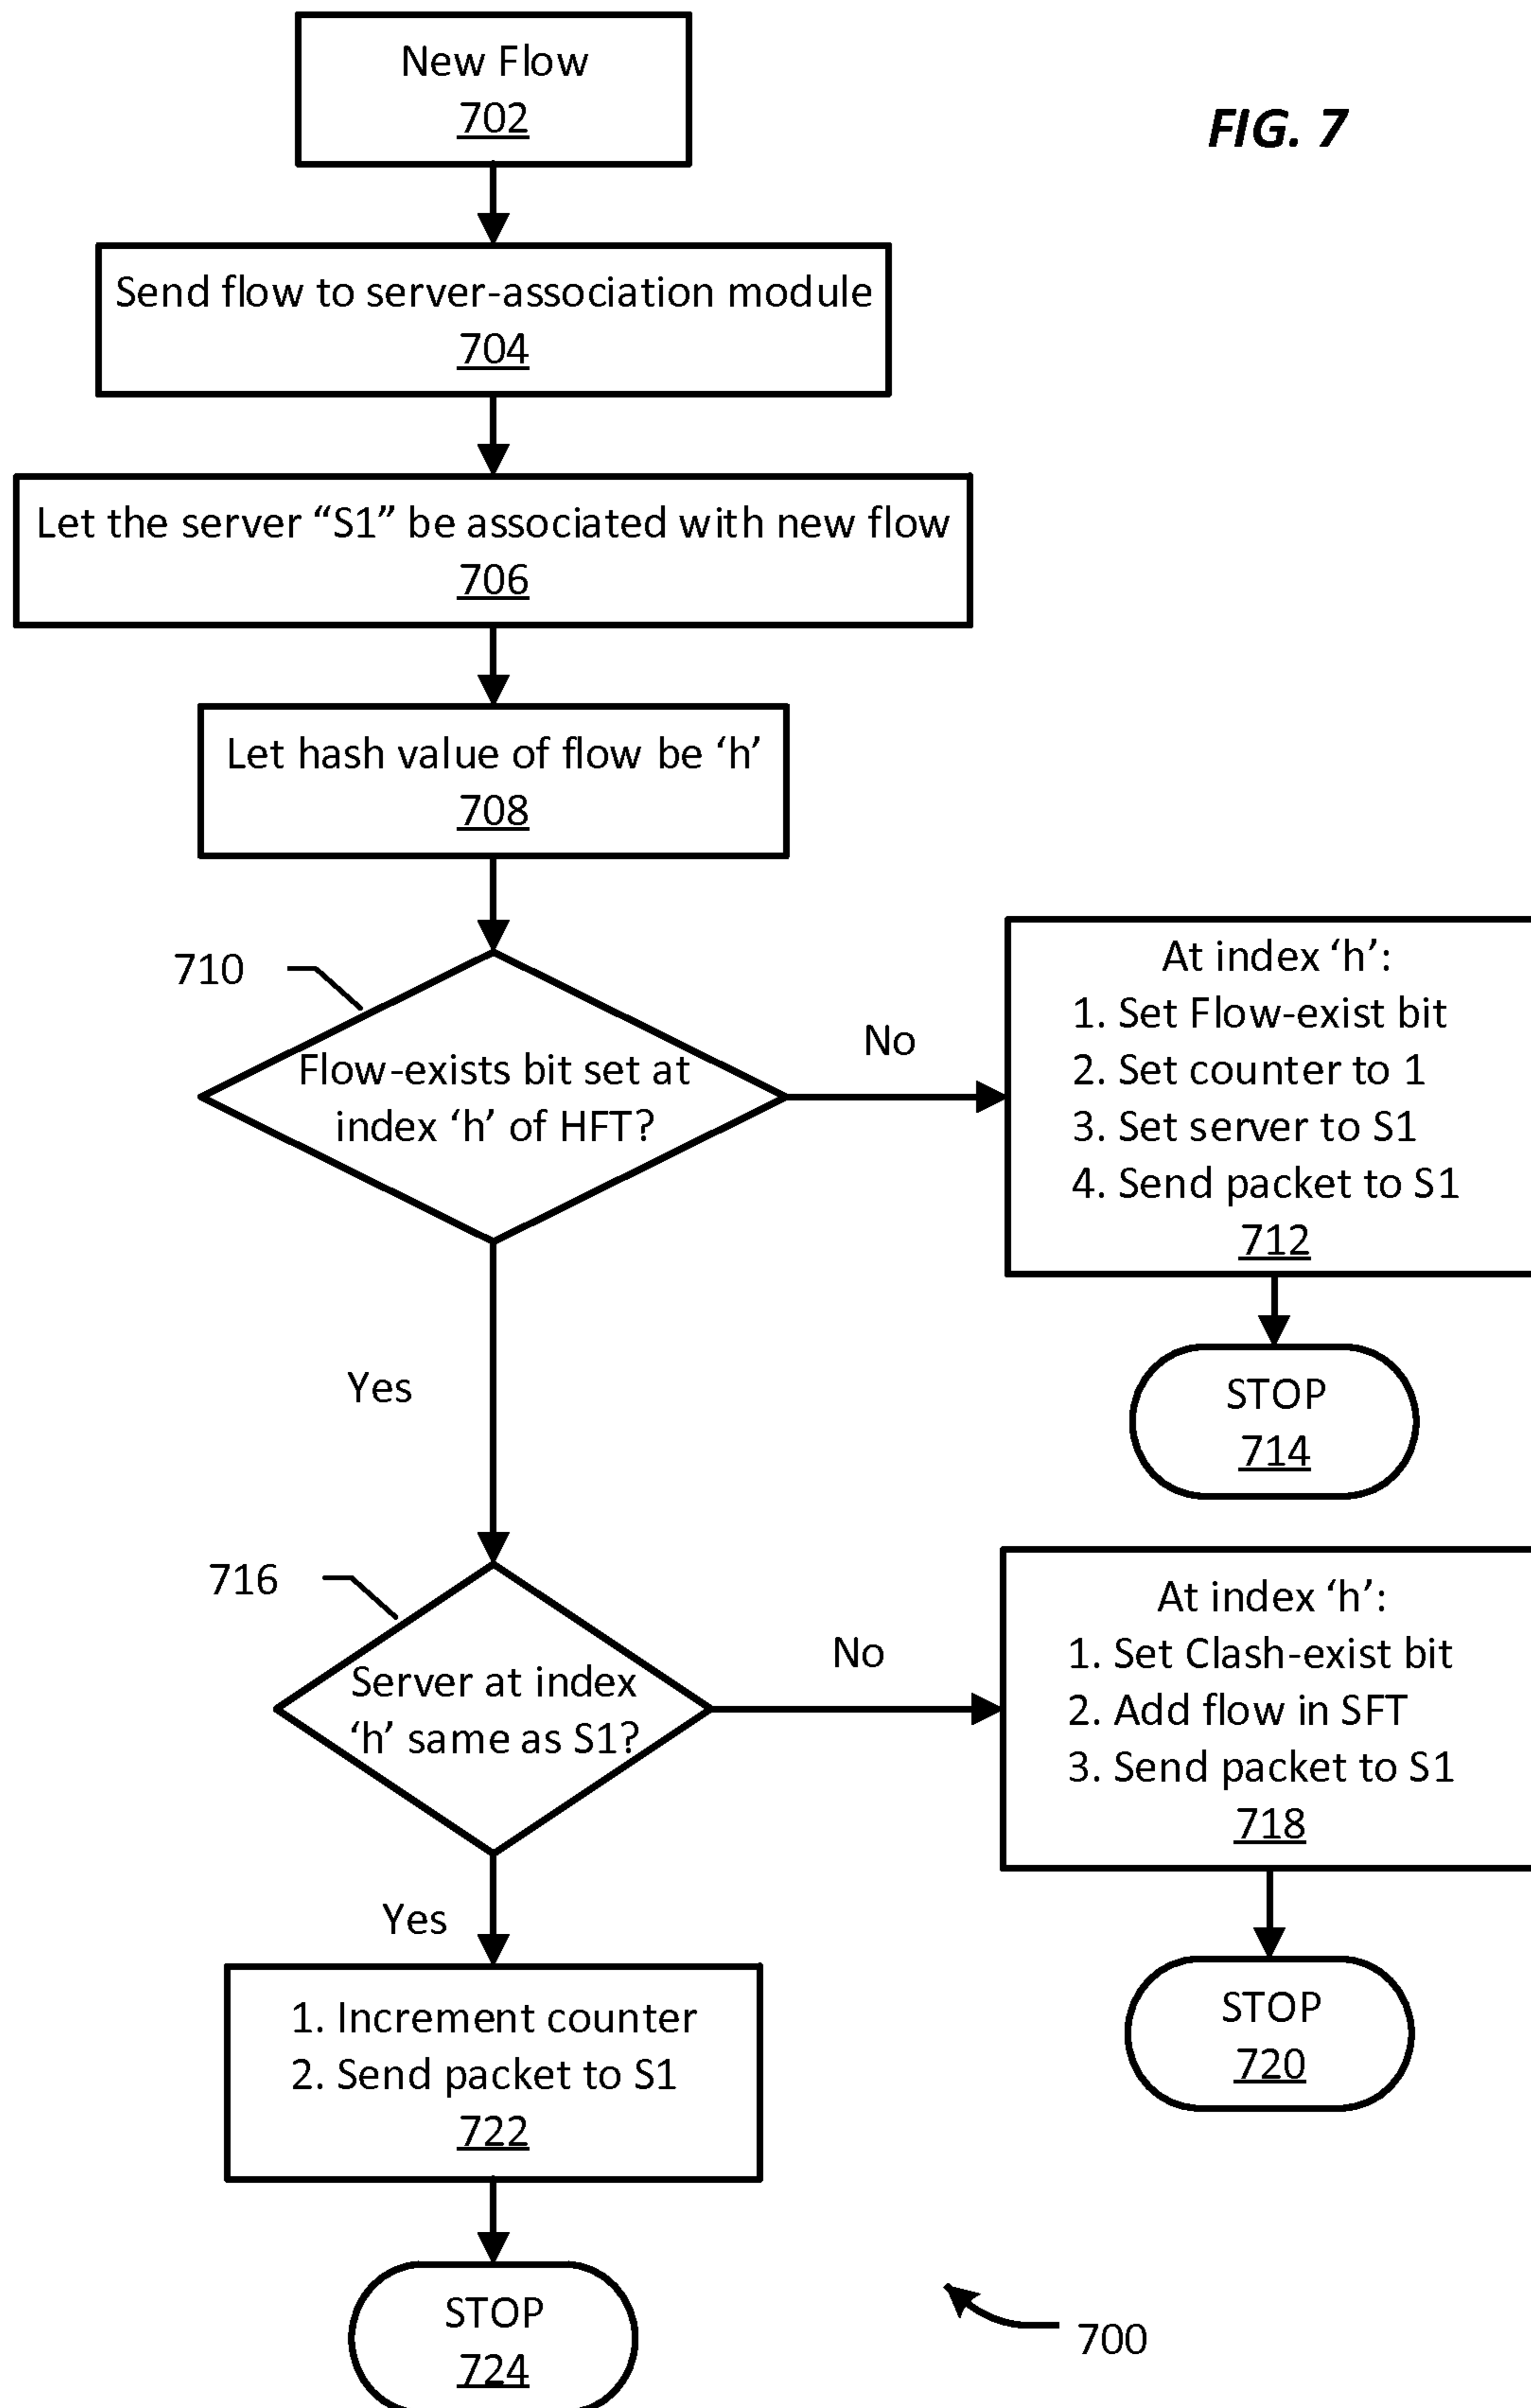 New Flow
702
FIG. 7
Send flow to server-association module
704
Let the server “S1” be associated with new flow
706
Let hash value of flow be ‘h’
708
710
Flow-exists bit set at
index ‘h’ of HFT?
No
At index ‘h’:
1. Set Flow-exist bit
2. Set counter to 1
3. Set server to S1
4. Send packet to S1
712
STOP
714
Yes
716
Server at index
‘h’ same as S1?
No
At index ‘h’:
1. Set Clash-exist bit
2. Add flow in SFT
3. Send packet to S1
718
STOP
720
Yes
1. Increment counter
2. Send packet to S1
722
STOP
724
700